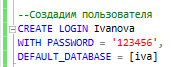 --Создадим пользователя
CREATE LOGIN Ivanova
WITH PASSWORD = '123456',
DEFAULT_DATABASE = [iva]